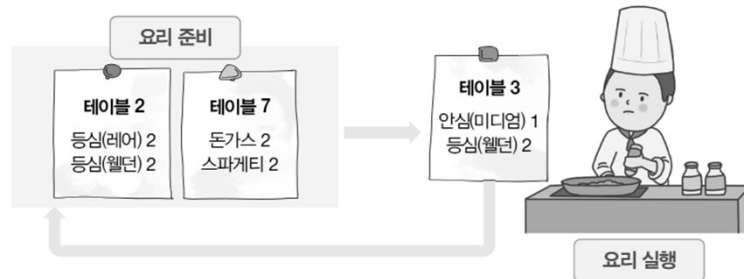 요리 준비
테이블 2
등심(레어) 2
등심(웰던) 2
테이블 7
돈가스 2
스파게티 2
테이블 3
안심(미디엄) 1
등심(웰던) 2
요리 실행